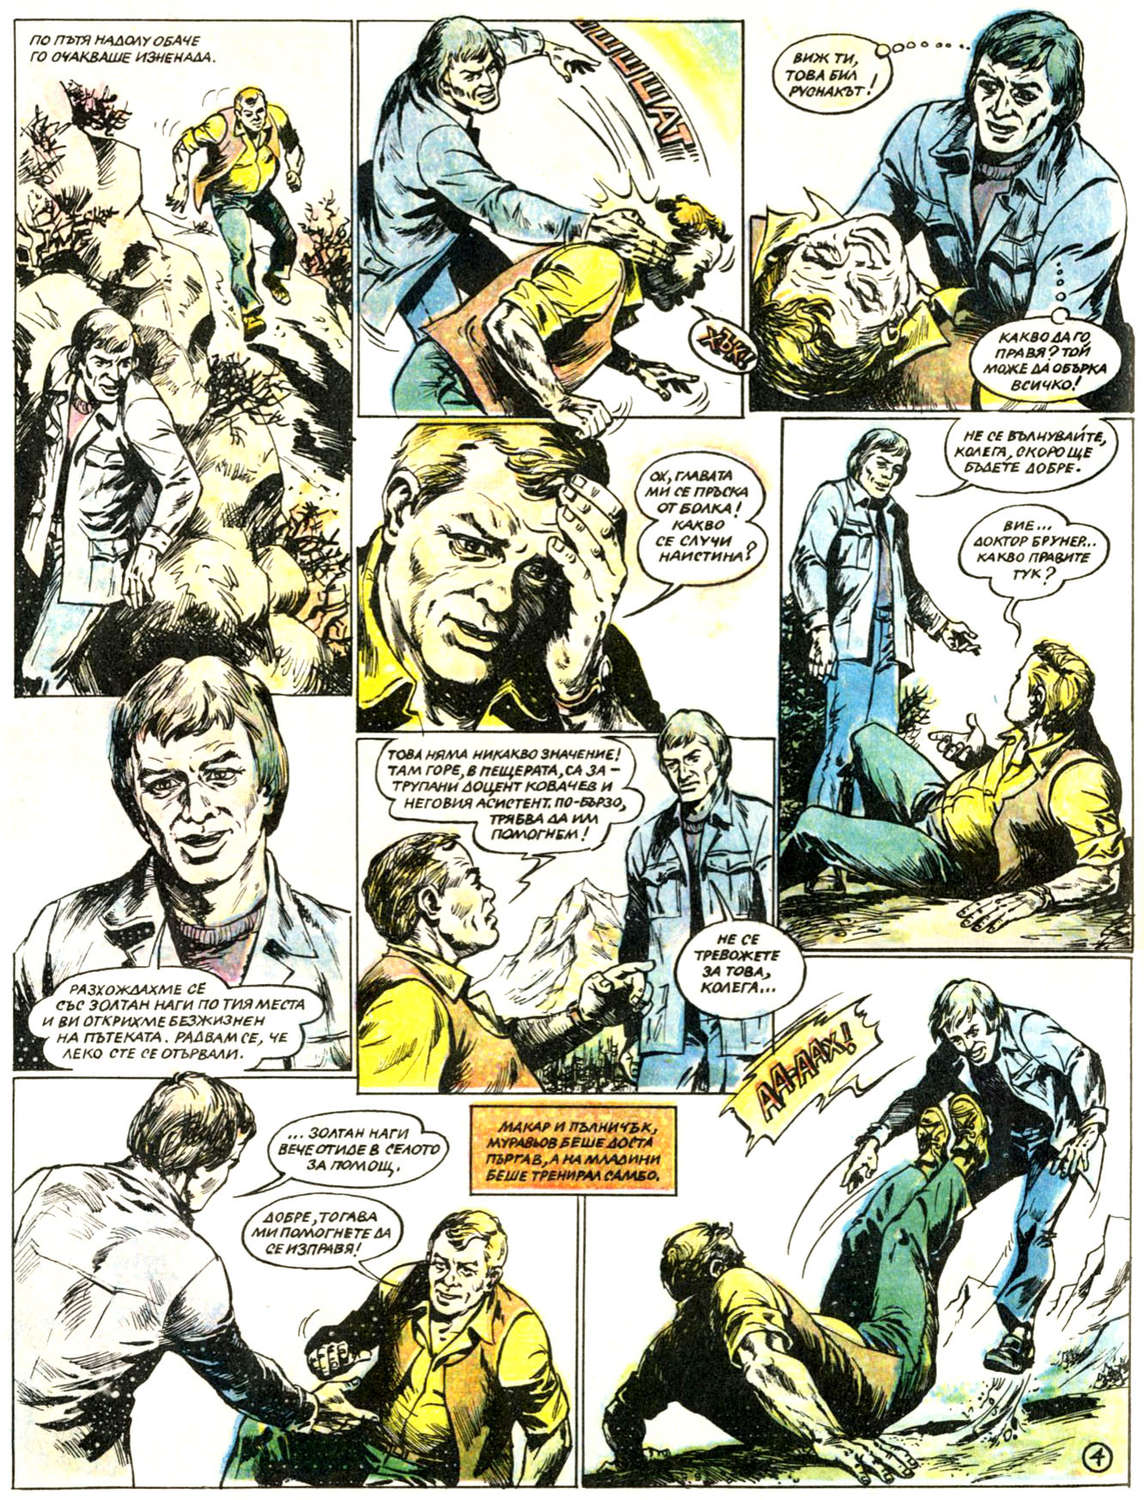 ПО ПЪТЯ НАДОЛУ ОБАЧЕ
ГО ОЧАКВАШЕ ИЗНЕНАДА.
ШЕШШАТ
ХЪК!
ВИЖ ТИ,
ТОВА БИЛ
РУСНАКЪТ!
КАКВО ДА ГО
ПРАВЯ? ТОЙ
МОЖЕ ДА ОБЪРКА
ВСИЧКО!
ОХ, ГЛАВАТА
МИ СЕ ПРЪСКА
ОТ БОЛКА!
КАКВО
СЕ СЛУЧИ
НАИСТИНА?
НЕ СЕ ВЪЛНУВАЙТЕ,
КОЛЕГА, СКОРО ЩЕ
БЪДЕТЕ ДОБРЕ.
ВИЕ...
ДОКТОР БРУНЕР..
КАКВО ПРАВИТЕ
ТУК?
РАЗХОЖДАХМЕ СЕ
СЪС ЗОЛТАН НАГИ ПО ТИЯ МЕСТА
И ВИ ОТКРИХМЕ БЕЗЖИЗНЕН
НА ПЪТЕКАТА. РАДВАМ СЕ, ЧЕ
ЛЕКО СТЕ СЕ ОТЪРВАЛИ.
ТОВА НЯМА НИКАКВО ЗНАЧЕНИЕ!
ТАМ ГОРЕ, В ПЕЩЕРАТА, СА ЗА-
ТРУПАНИ ДОЦЕНТ КОВАЧЕВ И
НЕГОВИЯ АСИСТЕНТ. ПО-БЪРЗО,
ТРЯБВА ДА ИМ
ПОМОГНЕМ!
НЕ СЕ
ТРЕВОЖЕТЕ
ЗА ТОВА,
КОЛЕГА...
... ЗОЛТАН НАГИ
ВЕЧЕ ОТИДЕ В СЕЛОТО
ЗА ПОМОЩ.
ДОБРЕ, ТОГАВА
МИ ПОМОГНЕТЕ ДА
СЕ ИЗПРАВЯ!
МАКАР И ПЪЛНИЧЪК,
МУРАВЬОВ БЕШЕ ДОСТА
ПЪРГАВ, А НА МЛАДИНИ
БЕШЕ ТРЕНИРАЛ САМБО.
АА-ААХ!
4